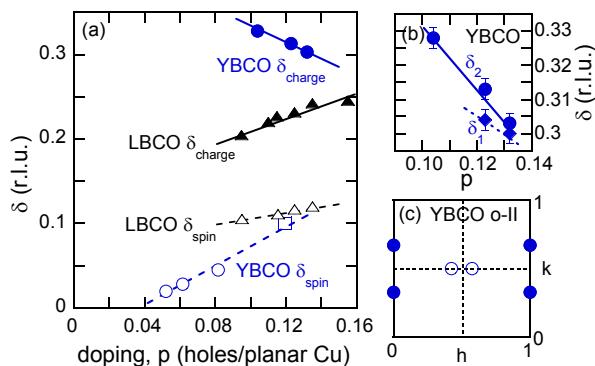 (a)
YBCO δcharge
LBCO δcharge
LBCO δspin
YBCO δspin
0.3
0.2
0.1
0
δ (r.l.u.)
0.04
0.08
0.12
0.16
doping, p (holes/planar Cu)
(b) YBCO
δ2
δ1
0.33
0.32
0.31
0.3
δ (r.l.u.)
0.10
0.12
0.14
p
(c) YBCO o-II
1
k
0
0
h
1